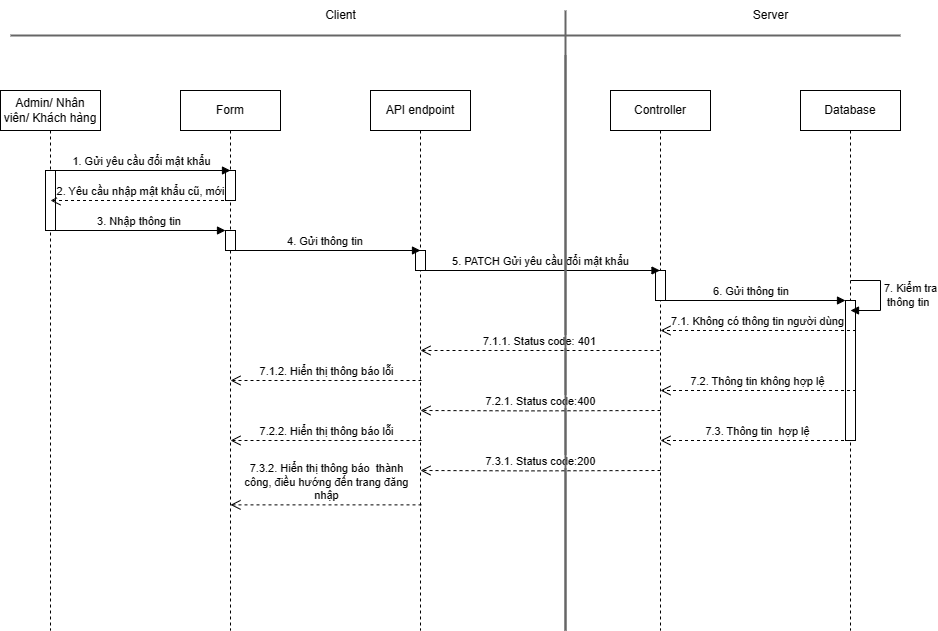 Client
Server
Admin/ Nhân
viên/ Khách hàng
Form
API endpoint
Controller
Database
1. Gửi yêu cầu đổi mật khẩu
2. Yêu cầu nhập mật khẩu cũ, mới
3. Nhập thông tin
4. Gửi thông tin
5. PATCH Gửi yêu cầu đổi mật khẩu
6. Gửi thông tin
7. Kiểm tra
thông tin
7.1. Không có thông tin người dùng
7.1.1. Status code: 401
7.1.2. Hiển thị thông báo lỗi
7.2. Thông tin không hợp lệ
7.2.1. Status code:400
7.2.2. Hiển thị thông báo lỗi
7.3. Thông tin  hợp lệ
7.3.1. Status code:200
7.3.2. Hiển thị thông báo  thành
công, điều hướng đến trang đăng
nhập